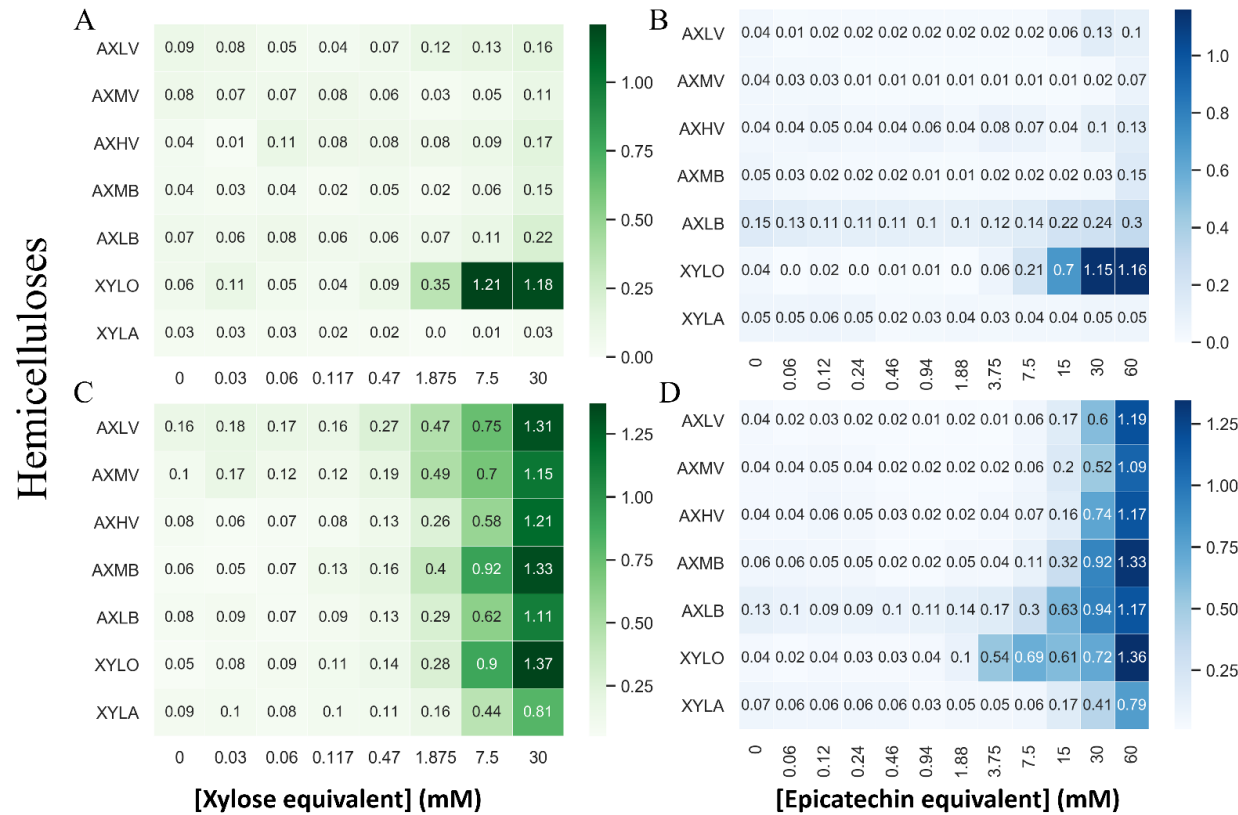 A
AXLV 0.09 0.08 0.05 0.04 0.07 0.12 0.13 0.16
AXMV 0.08 0.07 0.07 0.08 0.06 0.03 0.05 0.11
AXHV 0.04 0.01 0.11 0.08 0.08 0.08 0.09 0.17
AXMB 0.04 0.03 0.04 0.02 0.05 0.02 0.06 0.15
AXLB 0.07 0.06 0.08 0.06 0.06 0.07 0.11 0.22
XYLO 0.06 0.11 0.05 0.04 0.09 0.35 1.21 1.18
XYLA 0.03 0.03 0.03 0.02 0.02 0.0 0.01 0.03
0 0.03 0.06 0.117 0.47 1.875 7.5 30
1.00
0.75
0.50
0.25
0.00
B
AXLV 0.04 0.01 0.02 0.02 0.02 0.02 0.02 0.02 0.02 0.06 0.13 0.1
AXMV 0.04 0.03 0.03 0.01 0.01 0.01 0.01 0.01 0.01 0.01 0.02 0.07
AXHV 0.04 0.04 0.05 0.04 0.04 0.06 0.04 0.08 0.07 0.04 0.1 0.13
AXMB 0.05 0.03 0.02 0.02 0.02 0.01 0.01 0.02 0.02 0.02 0.03 0.15
AXLB 0.15 0.13 0.11 0.11 0.11 0.1 0.1 0.12 0.14 0.22 0.24 0.3
XYLO 0.04 0.0 0.02 0.0 0.01 0.01 0.0 0.06 0.21 0.7 1.15 1.16
XYLA 0.05 0.05 0.06 0.05 0.02 0.03 0.04 0.03 0.04 0.04 0.05 0.05
0 0.06 0.12 0.24 0.46 0.94 1.88 3.75 7.5 15 30 60
1.0
0.8
0.6
0.4
0.2
0.0
Hemicelluloses
C
AXLV 0.16 0.18 0.17 0.16 0.27 0.47 0.75 1.31
AXMV 0.1 0.17 0.12 0.12 0.19 0.49 0.7 1.15
AXHV 0.08 0.06 0.07 0.08 0.13 0.26 0.58 1.21
AXMB 0.06 0.05 0.07 0.13 0.16 0.4 0.92 1.33
AXLB 0.08 0.09 0.07 0.09 0.13 0.29 0.62 1.11
XYLO 0.05 0.08 0.09 0.11 0.14 0.28 0.9 1.37
XYLA 0.09 0.1 0.08 0.1 0.11 0.16 0.44 0.81
0 0.03 0.06 0.117 0.47 1.875 7.5 30
1.25
1.00
0.75
0.50
0.25
[Xylose equivalent] (mM)
D
AXLV 0.04 0.02 0.03 0.02 0.02 0.01 0.02 0.01 0.06 0.17 0.6 1.19
AXMV 0.04 0.04 0.05 0.04 0.02 0.02 0.02 0.02 0.06 0.2 0.52 1.09
AXHV 0.04 0.04 0.06 0.05 0.03 0.02 0.02 0.04 0.07 0.16 0.74 1.17
AXMB 0.06 0.06 0.05 0.05 0.02 0.02 0.05 0.04 0.11 0.32 0.92 1.33
AXLB 0.13 0.1 0.09 0.09 0.1 0.11 0.14 0.17 0.3 0.63 0.94 1.17
XYLO 0.04 0.02 0.04 0.03 0.03 0.04 0.1 0.54 0.69 0.61 0.72 1.36
XYLA 0.07 0.06 0.06 0.06 0.06 0.03 0.05 0.05 0.06 0.17 0.41 0.79
0 0.06 0.12 0.24 0.46 0.94 1.88 3.75 7.5 15 30 60
1.25
1.00
0.75
0.50
0.25
[Epicatechin equivalent] (mM)